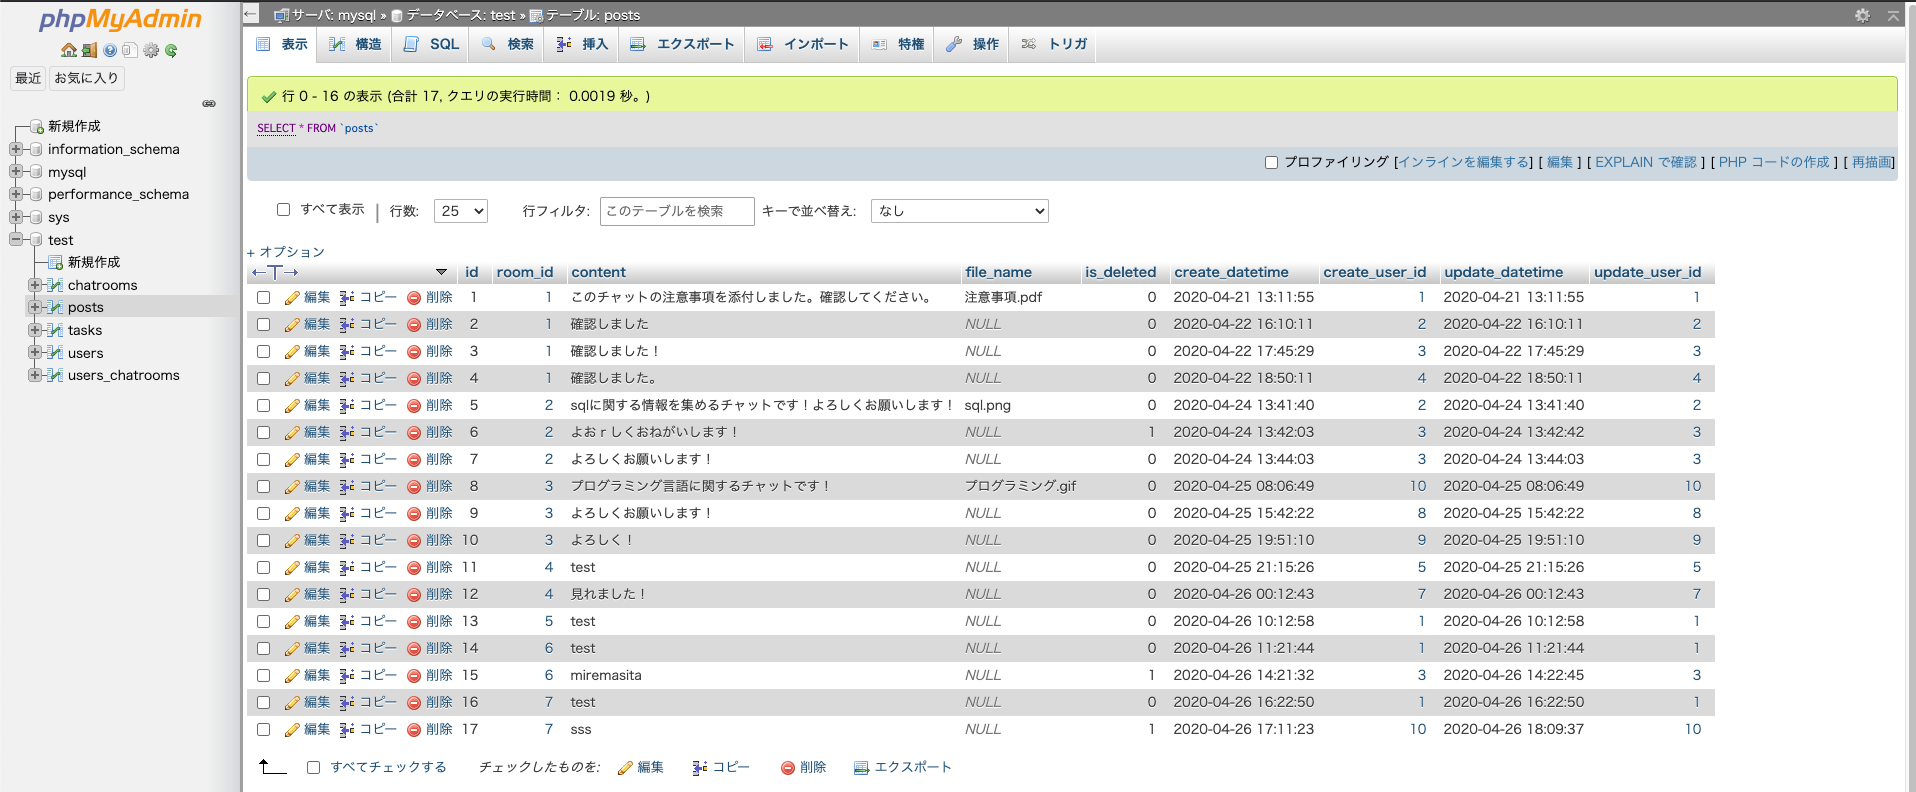 phpMyAdmin
最近 お気に入り
新規作成
information_schema
mysql
performance_schema
sys
test
新規作成
chatrooms
posts
tasks
users
users_chatrooms
サーバ: mysql » データベース: test » テーブル: posts
表示 構造 SQL 検索 挿入 エクスポート インポート 特権 操作 トリガ
行 0 - 16 の表示 (合計 17, クエリの実行時間： 0.0019 秒。)
SELECT * FROM `posts`
プロファイリング [インラインを編集する] [ 編集 ] [ EXPLAIN で確認 ] [ PHP コードの作成 ] [ 再描画]
すべて表示 | 行数: 25 行フィルタ: このテーブルを検索 キーで並べ替え: なし
+ オプション
←T→ id room_id content file_name is_deleted create_datetime create_user_id update_datetime update_user_id
編集 コピー 削除 1 1 このチャットの注意事項を添付しました。確認してください。 注意事項.pdf 0 2020-04-21 13:11:55 1 2020-04-21 13:11:55 1
編集 コピー 削除 2 1 確認しました NULL 0 2020-04-22 16:10:11 2 2020-04-22 16:10:11 2
編集 コピー 削除 3 1 確認しました！ NULL 0 2020-04-22 17:45:29 3 2020-04-22 17:45:29 3
編集 コピー 削除 4 1 確認しました。 NULL 0 2020-04-22 18:50:11 4 2020-04-22 18:50:11 4
編集 コピー 削除 5 2 sqlに関する情報を集めるチャットです！よろしくお願いします！ sql.png 0 2020-04-24 13:41:40 2 2020-04-24 13:41:40 2
編集 コピー 削除 6 2 よおｒしくおねがいします！ NULL 1 2020-04-24 13:42:03 3 2020-04-24 13:42:42 3
編集 コピー 削除 7 2 よろしくお願いします！ NULL 0 2020-04-24 13:44:03 3 2020-04-24 13:44:03 3
編集 コピー 削除 8 3 プログラミング言語に関するチャットです！ プログラミング.gif 0 2020-04-25 08:06:49 10 2020-04-25 08:06:49 10
編集 コピー 削除 9 3 よろしくお願いします！ NULL 0 2020-04-25 15:42:22 8 2020-04-25 15:42:22 8
編集 コピー 削除 10 3 よろしく！ NULL 0 2020-04-25 19:51:10 9 2020-04-25 19:51:10 9
編集 コピー 削除 11 4 test NULL 0 2020-04-25 21:15:26 5 2020-04-25 21:15:26 5
編集 コピー 削除 12 4 見れました！ NULL 0 2020-04-26 00:12:43 7 2020-04-26 00:12:43 7
編集 コピー 削除 13 5 test NULL 0 2020-04-26 10:12:58 1 2020-04-26 10:12:58 1
編集 コピー 削除 14 6 test NULL 0 2020-04-26 11:21:44 1 2020-04-26 11:21:44 1
編集 コピー 削除 15 6 miremasita NULL 1 2020-04-26 14:21:32 3 2020-04-26 14:22:45 3
編集 コピー 削除 16 7 test NULL 0 2020-04-26 16:22:50 1 2020-04-26 16:22:50 1
編集 コピー 削除 17 7 sss NULL 1 2020-04-26 17:11:23 10 2020-04-26 18:09:37 10
すべてチェックする チェックしたものを: 編集 コピー 削除 エクスポート